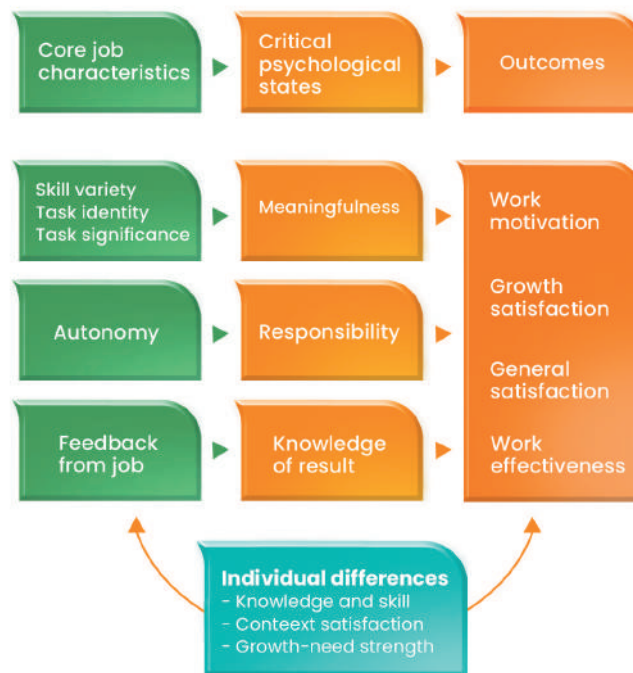 Core job
characteristics
Critical
psychological
states
Outcomes
Skill variety
Task identity
Task significance
Meaningfulness
Work
motivation
Growth
satisfaction
General
satisfaction
Work
effectiveness
Autonomy
Responsibility
Feedback
from job
Knowledge
of result
Individual differences
- Knowledge and skill
- Conteext satisfaction
- Growth-need strength